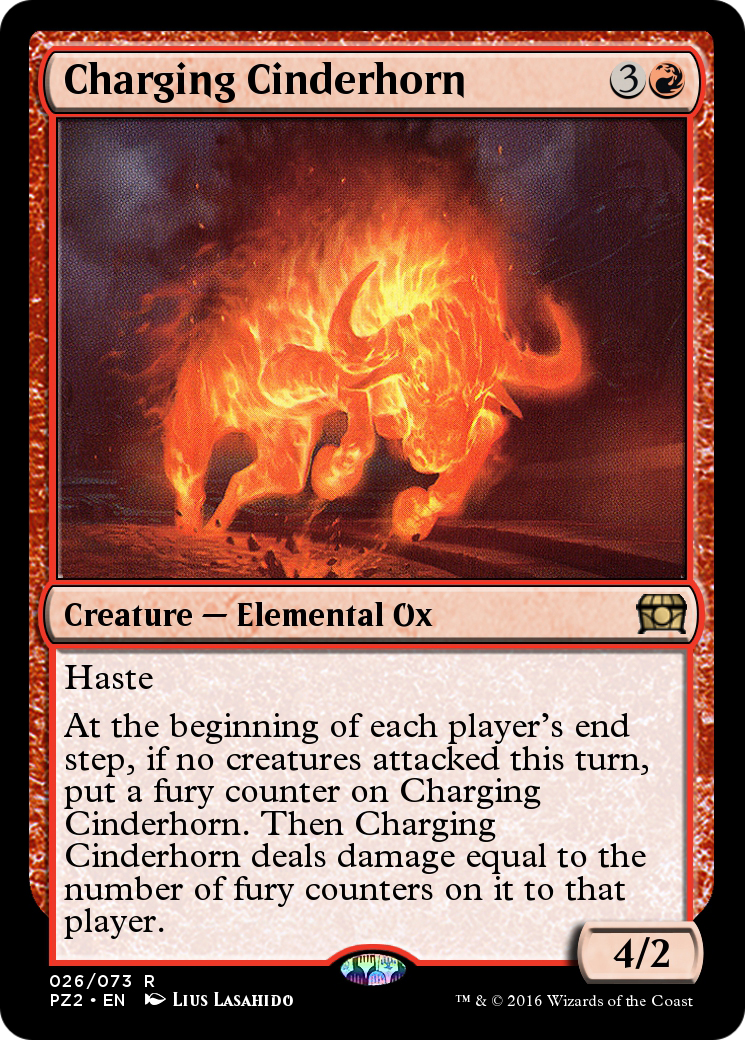 Charging Cinderhorn 3
Creature — Elemental Ox
Haste
At the beginning of each player's end
step, if no creatures attacked this turn,
put a fury counter on Charging
Cinderhorn. Then Charging
Cinderhorn deals damage equal to the
number of fury counters on it to that
player.
4/2
026/073 R
PZ2 • EN Lius Lasahido
™ & © 2016 Wizards of the Coast